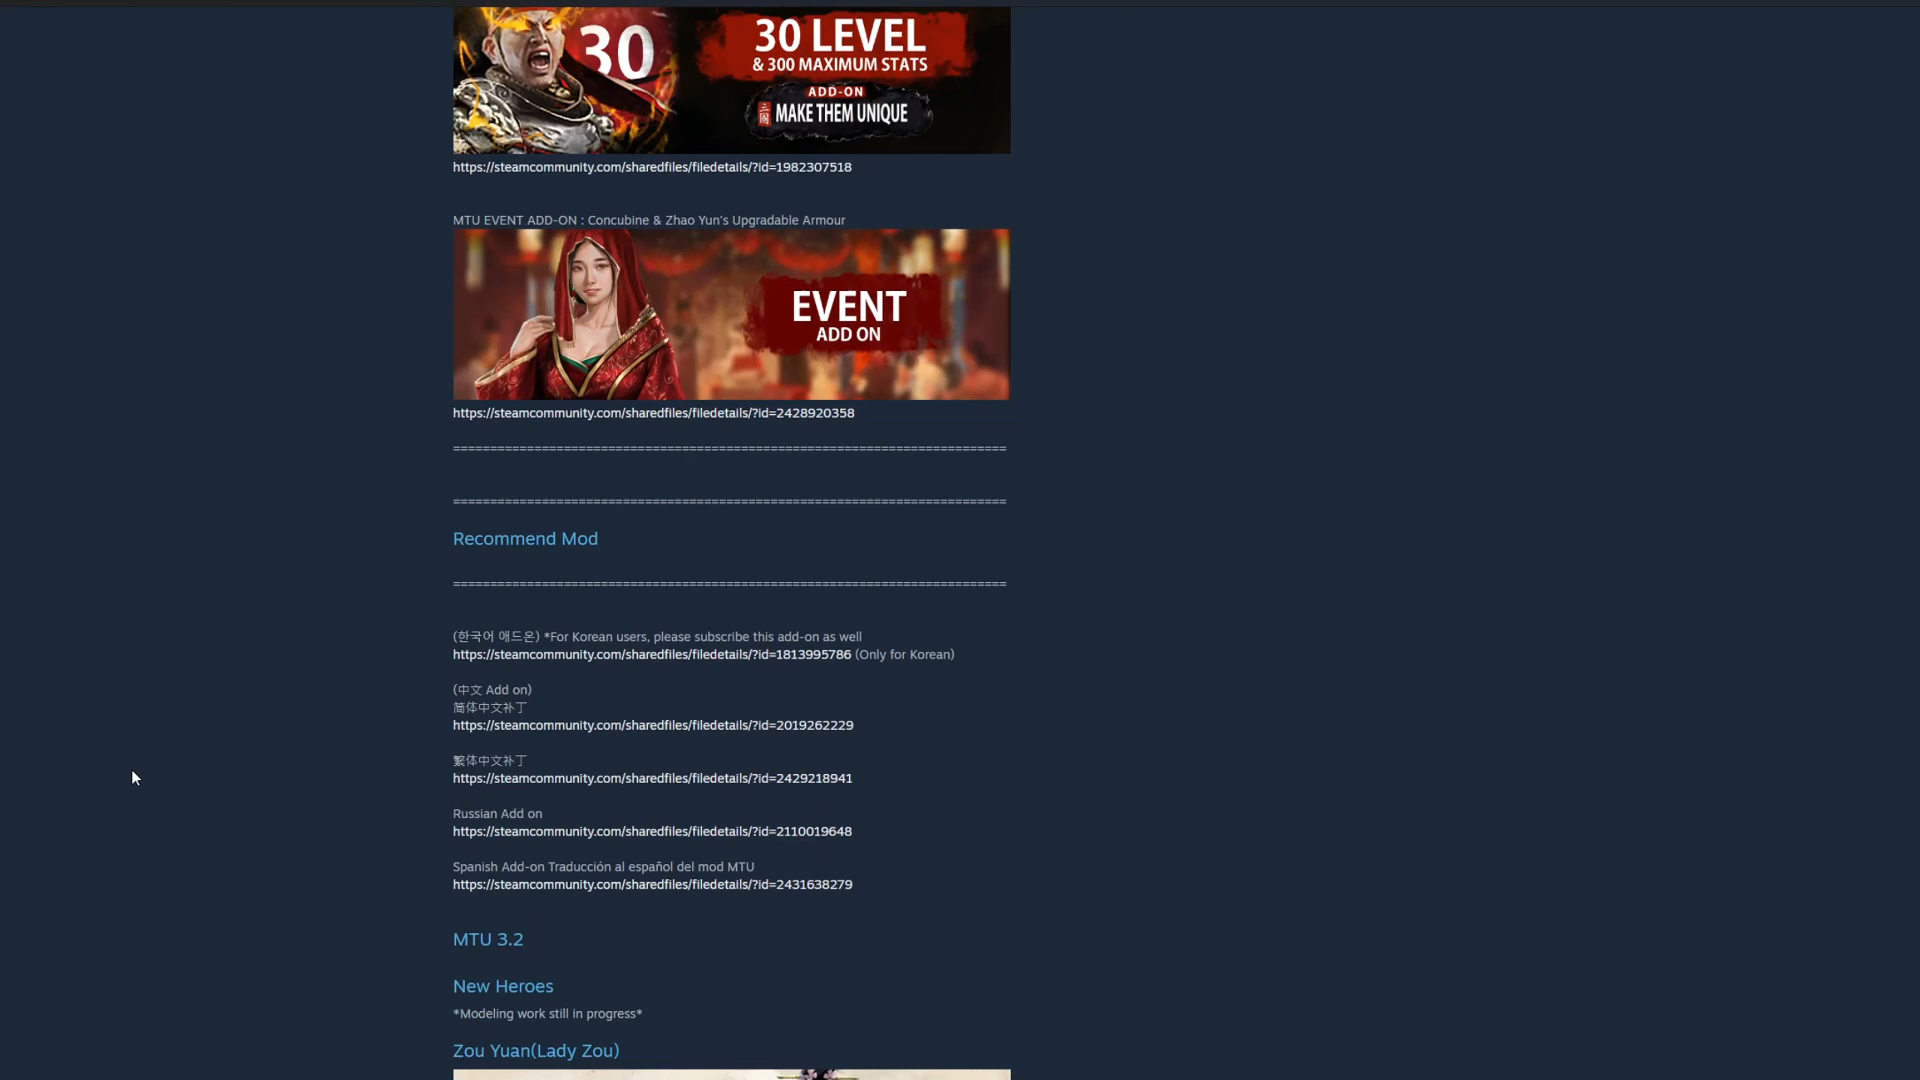 30
30 LEVEL
& 300 MAXIMUM STATS
ADD-ON
三國 MAKE THEM UNIQUE
https://steamcommunity.com/sharedfiles/filedetails/?id=1982307518
MTU EVENT ADD-ON : Concubine & Zhao Yun's Upgradable Armour
EVENT
ADD ON
https://steamcommunity.com/sharedfiles/filedetails/?id=2428920358
===========================================================================
===========================================================================
Recommend Mod
===========================================================================
(한국어 애드온) *For Korean users, please subscribe this add-on as well
https://steamcommunity.com/sharedfiles/filedetails/?id=1813995786 (Only for Korean)
(中文 Add on)
简体中文补丁
https://steamcommunity.com/sharedfiles/filedetails/?id=2019262229
繁体中文补丁
https://steamcommunity.com/sharedfiles/filedetails/?id=2429218941
Russian Add on
https://steamcommunity.com/sharedfiles/filedetails/?id=2110019648
Spanish Add-on Traducción al español del mod MTU
https://steamcommunity.com/sharedfiles/filedetails/?id=2431638279
MTU 3.2
New Heroes
*Modeling work still in progress*
Zou Yuan(Lady Zou)